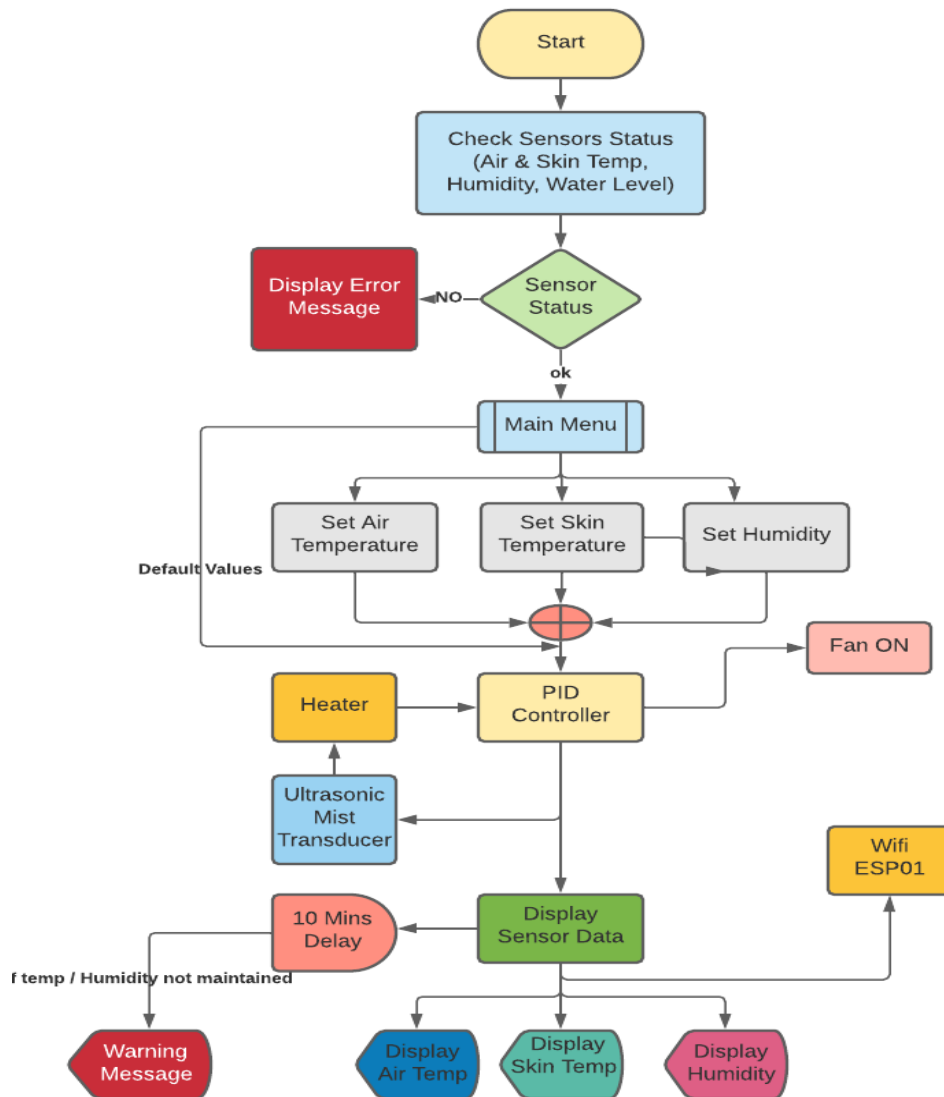 Start
Check Sensors Status
(Air & Skin Temp,
Humidity, Water Level)
Display Error
Message
NO
Sensor
Status
ok
Main Menu
Set Air
Temperature
Set Skin
Temperature
Set Humidity
Default Values
Fan ON
Heater
PID
Controller
Ultrasonic
Mist
Transducer
Wifi
ESP01
10 Mins
Delay
Display
Sensor Data
f temp / Humidity not maintained
Warning
Message
Display
Air Temp
Display
Skin Temp
Display
Humidity